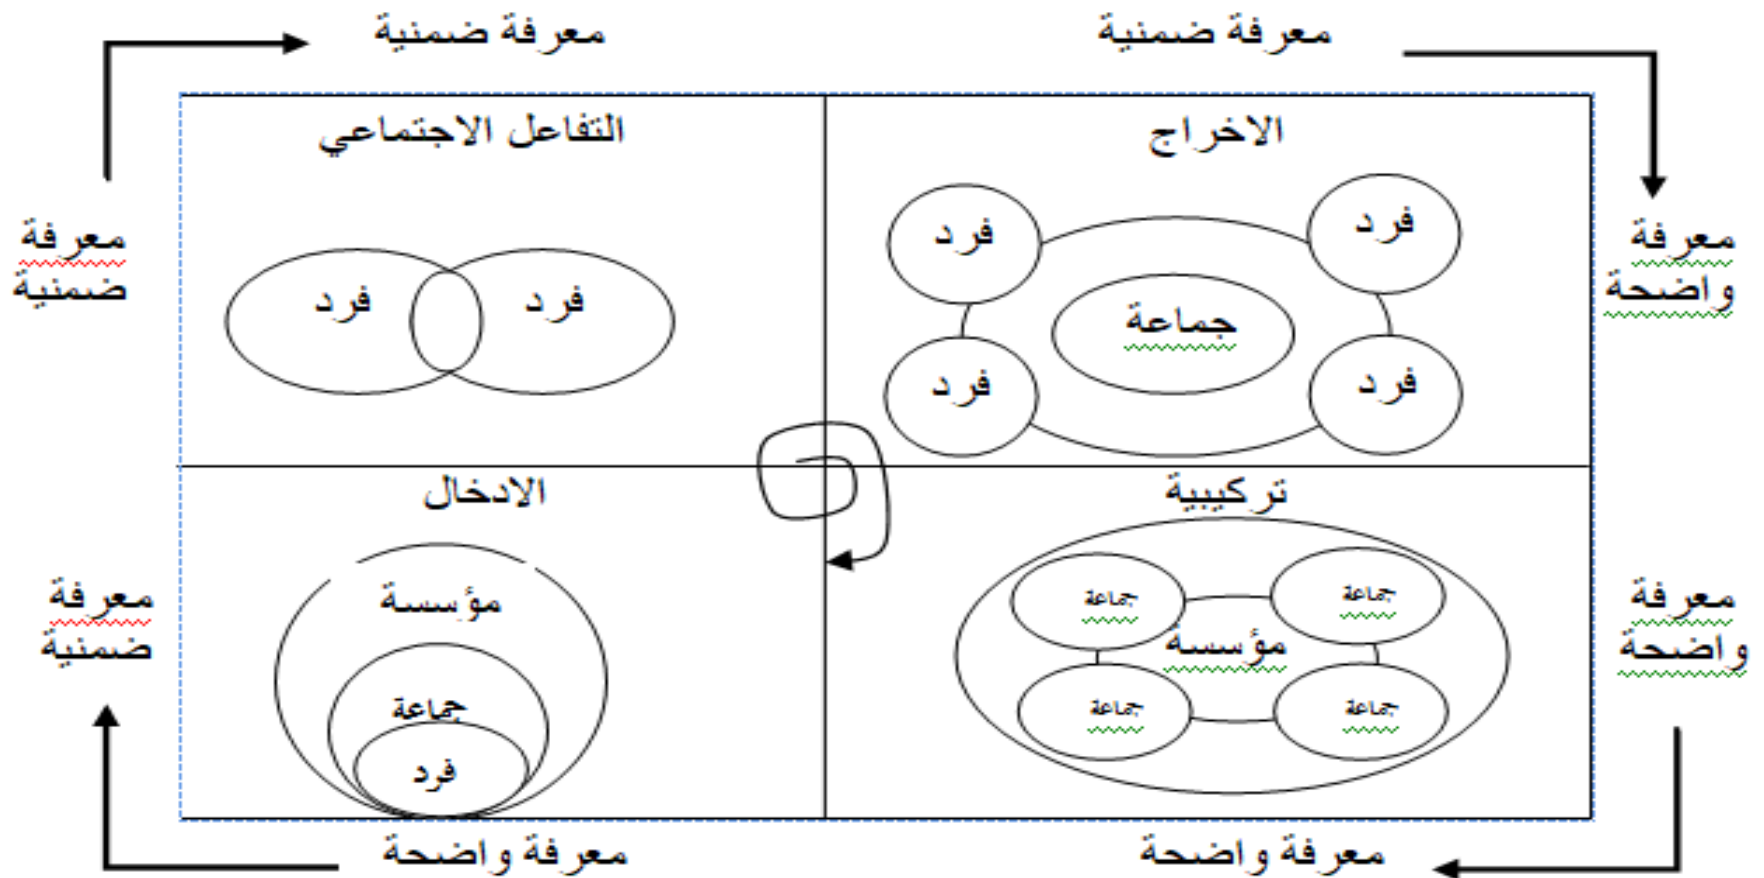 معرفة ضمنية
معرفة ضمنية
الاخراج
التفاعل الاجتماعي
فرد
فرد
معرفة
واضحة
جماعة
فرد
فرد
فرد
فرد
معرفة
ضمنية
تركيبية
الادخال
معرفة
واضحة
جماعة
جماعة
مؤسسة
جماعة
جماعة
مؤسسة
جماعة
فرد
معرفة
ضمنية
معرفة واضحة
معرفة واضحة